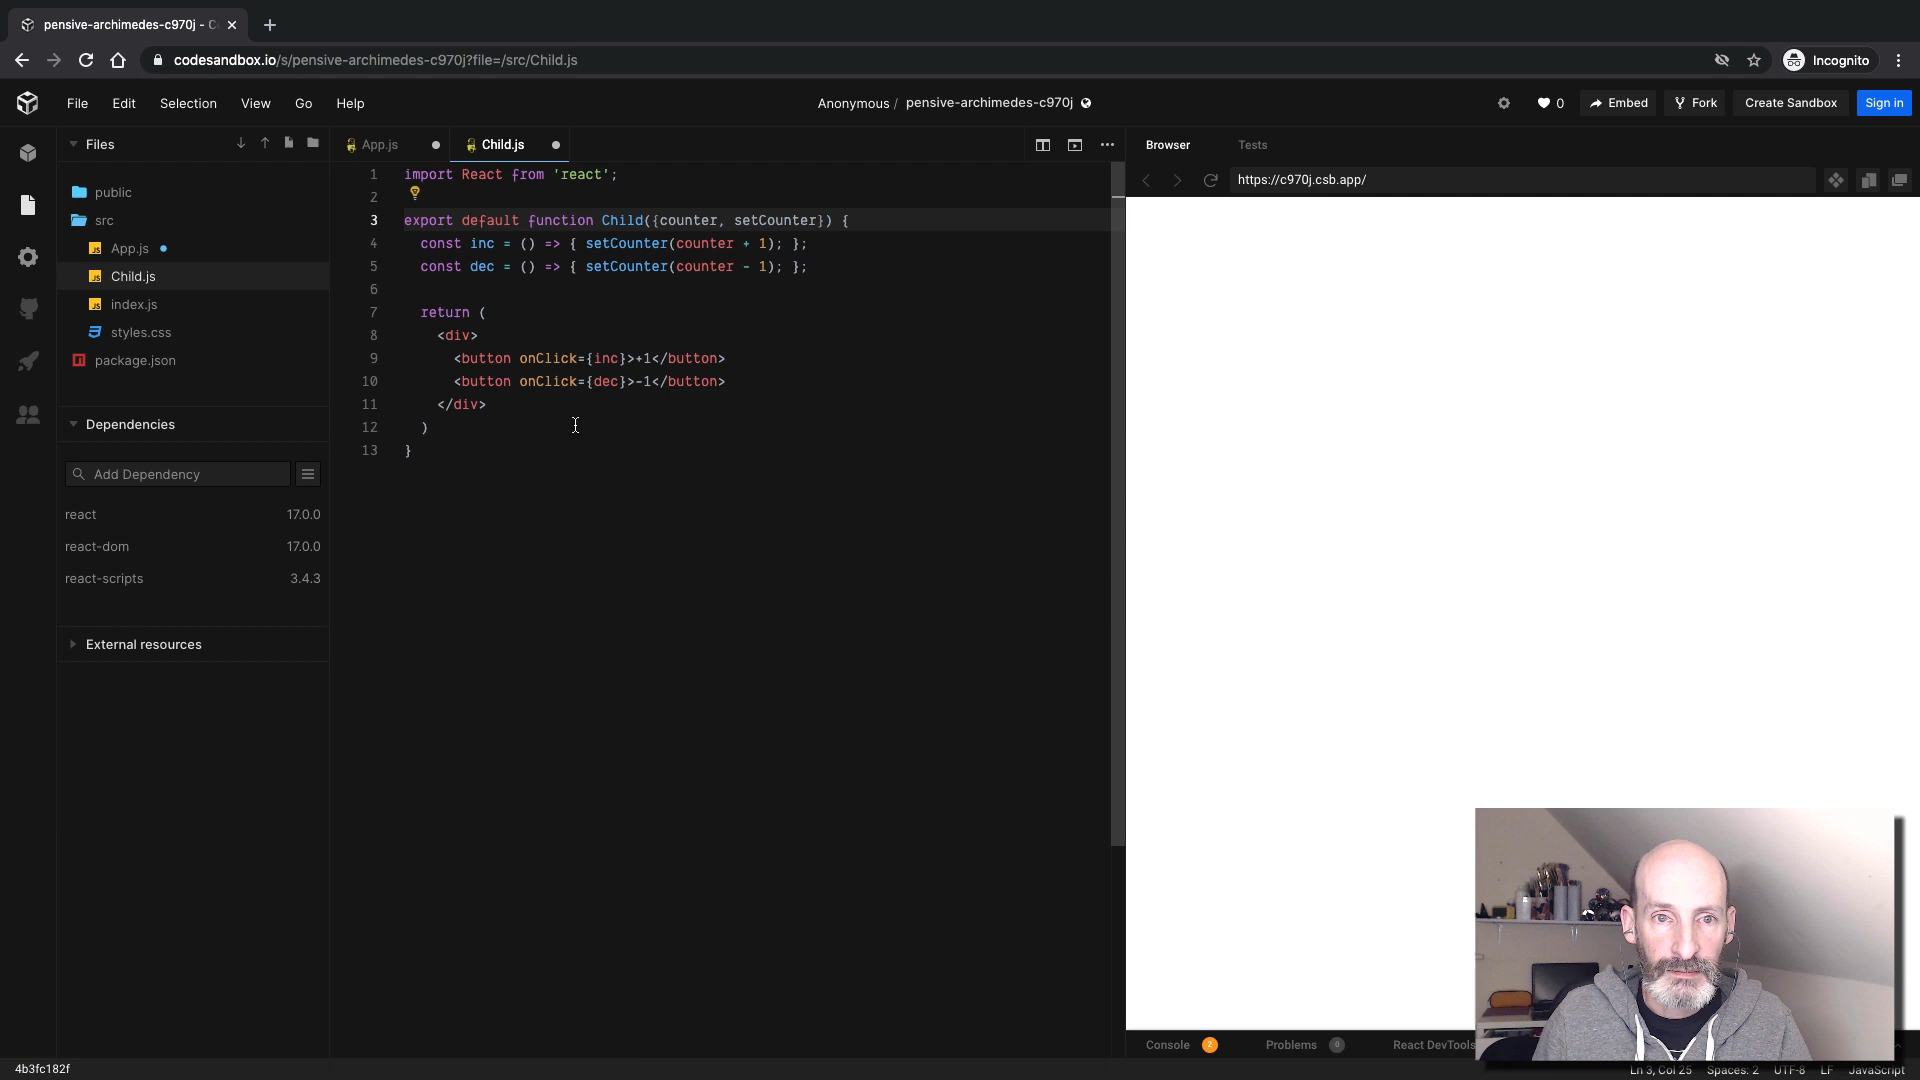 pensive-archimedes-c970j - C
codesandbox.io/s/pensive-archimedes-c970j?file=/src/Child.js
Incognito
File Edit Selection View Go Help
Anonymous / pensive-archimedes-c970j
0 Embed Fork Create Sandbox Sign in
Files
public
src
App.js
Child.js
index.js
styles.css
package.json
Dependencies
Add Dependency
react 17.0.0
react-dom 17.0.0
react-scripts 3.4.3
External resources
App.js Child.js
1 import React from 'react';
2
3 export default function Child({counter, setCounter}) {
4 const inc = () => { setCounter(counter + 1); };
5 const dec = () => { setCounter(counter - 1); };
6
7 return (
8 <div>
9 <button onClick={inc}>+1</button>
10 <button onClick={dec}>-1</button>
11 </div>
12 )
13 }
Browser Tests
https://c970j.csb.app/
Console 2 Problems 0 React DevTools
4b3fc182f
Ln 3, Col 25 Spaces: 2 UTF-8 LF JavaScript